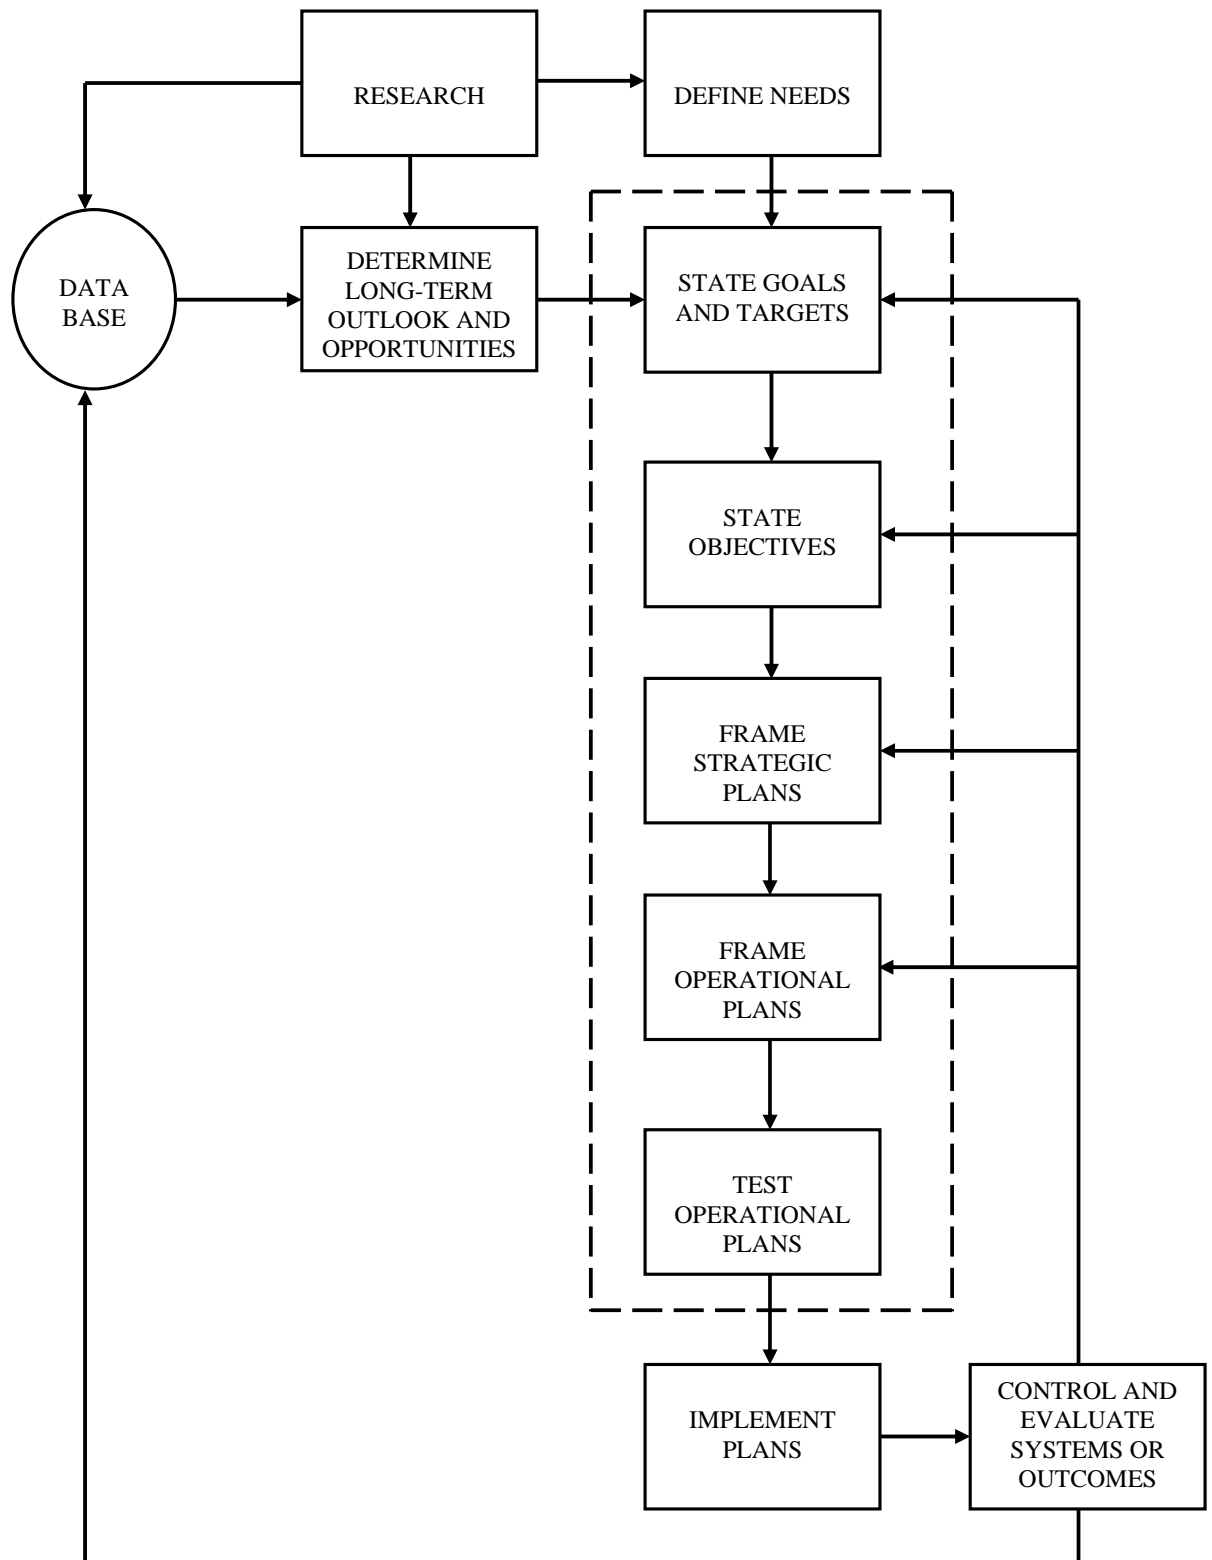 RESEARCH
DEFINE NEEDS
DATA
BASE
DETERMINE
LONG-TERM
OUTLOOK AND
OPPORTUNITIES
STATE GOALS
AND TARGETS
STATE
OBJECTIVES
FRAME
STRATEGIC
PLANS
FRAME
OPERATIONAL
PLANS
TEST
OPERATIONAL
PLANS
IMPLEMENT
PLANS
CONTROL AND
EVALUATE
SYSTEMS OR
OUTCOMES